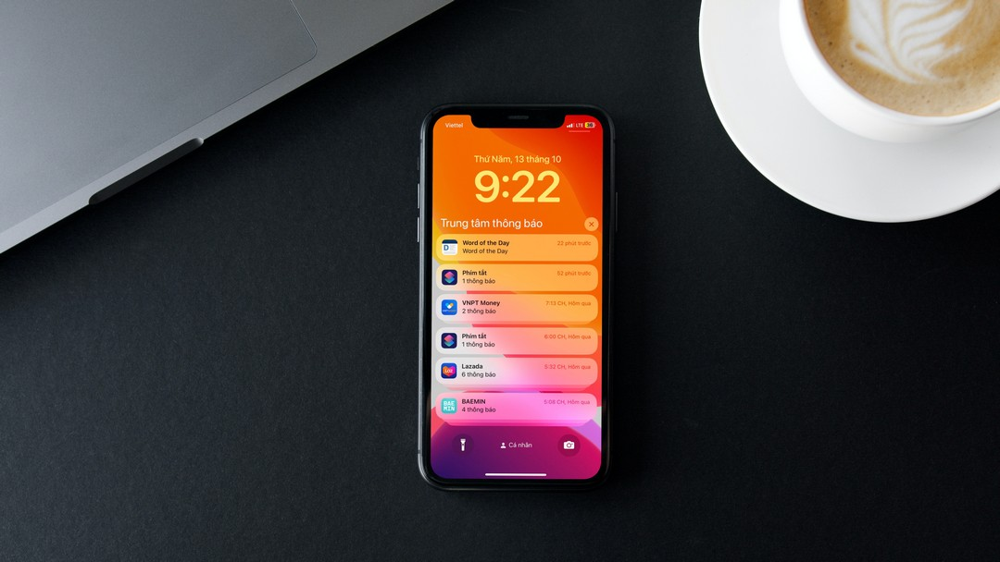 Viettel LTE 36
Thứ Năm, 13 tháng 10
9:22
Trung tâm thông báo
Word of the Day 22 phút trước
Word of the Day
Phím tắt 52 phút trước
1 thông báo
VNPT Money 7:13 CH, Hôm qua
2 thông báo
Phím tắt 6:00 CH, Hôm qua
1 thông báo
Lazada 5:32 CH, Hôm qua
6 thông báo
BAE
MIN
BAEMIN 5:08 CH, Hôm qua
4 thông báo
Cá nhân